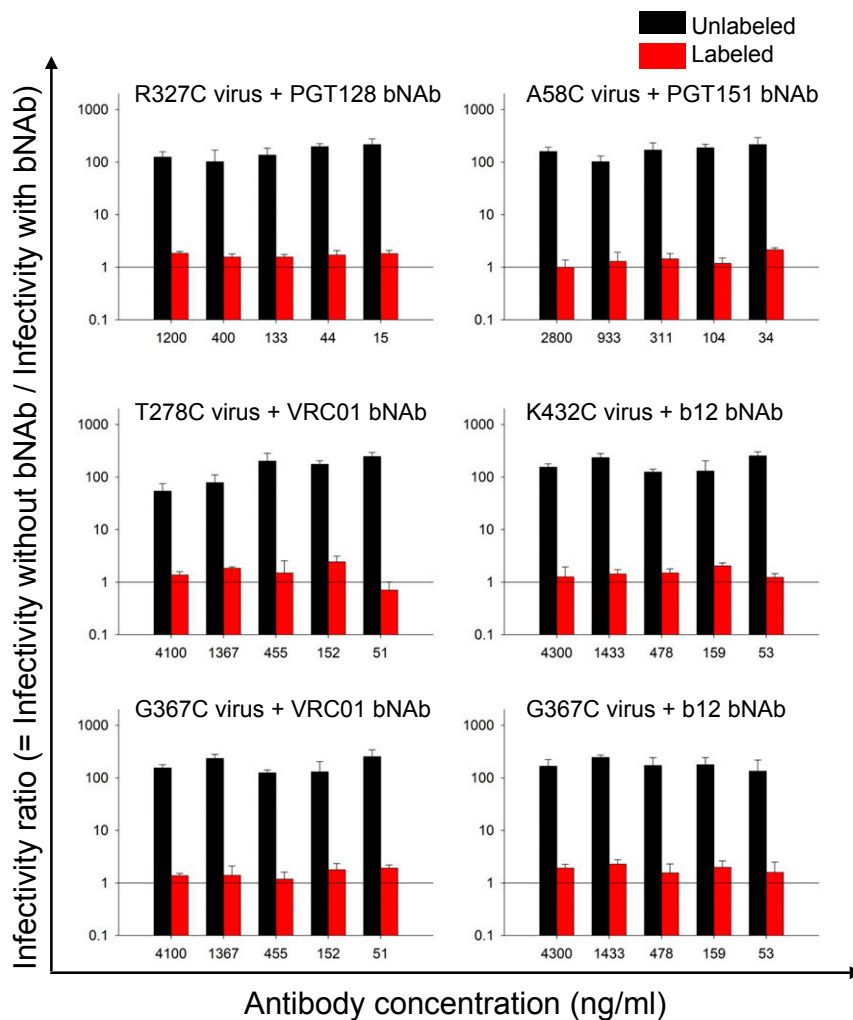 Unlabeled
Labeled
Infectivity ratio (= Infectivity without bNAb / Infectivity with bNAb)
R327C virus + PGT128 bNAb
1000
100
10
1
0.1
1200 400 133 44 15
A58C virus + PGT151 bNAb
1000
100
10
1
0.1
2800 933 311 104 34
T278C virus + VRC01 bNAb
1000
100
10
1
0.1
4100 1367 455 152 51
K432C virus + b12 bNAb
1000
100
10
1
0.1
4300 1433 478 159 53
G367C virus + VRC01 bNAb
1000
100
10
1
0.1
4100 1367 455 152 51
G367C virus + b12 bNAb
1000
100
10
1
0.1
4300 1433 478 159 53
Antibody concentration (ng/ml)